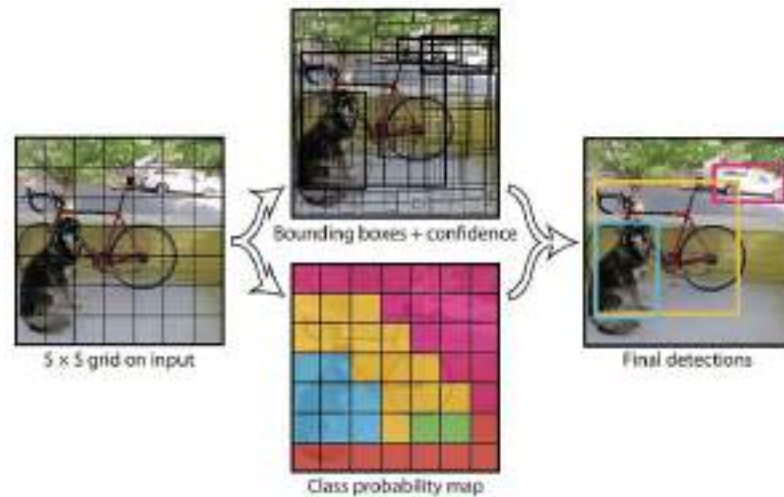 S × S grid on input
Bounding boxes + confidence
Class probability map
Final detections